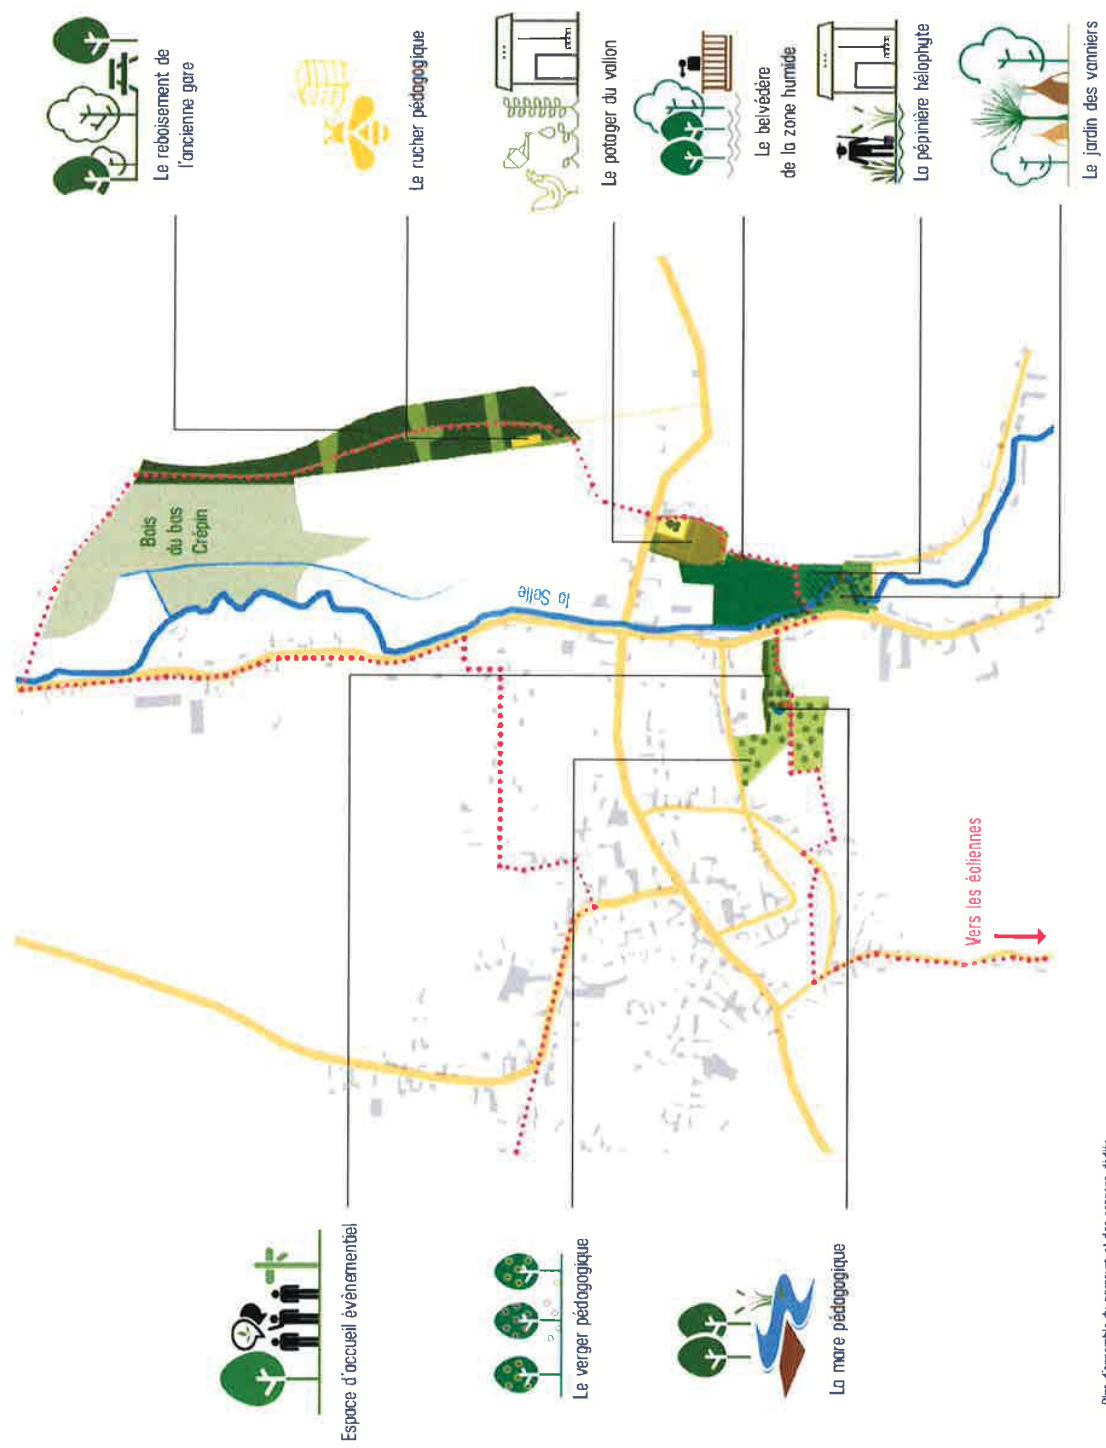 Espace d'accueil évènementiel
Le verger pédagogique
La mare pédagogique
Bois
du bas
Crépin
la Selle
Vers les éoliennes
Le reboisement de
l'ancienne gare
Le rucher pédagogique
Le potager du vallon
Le belvédère
de la zone humide
La pépinière hélophyte
Le jardin des vanniers